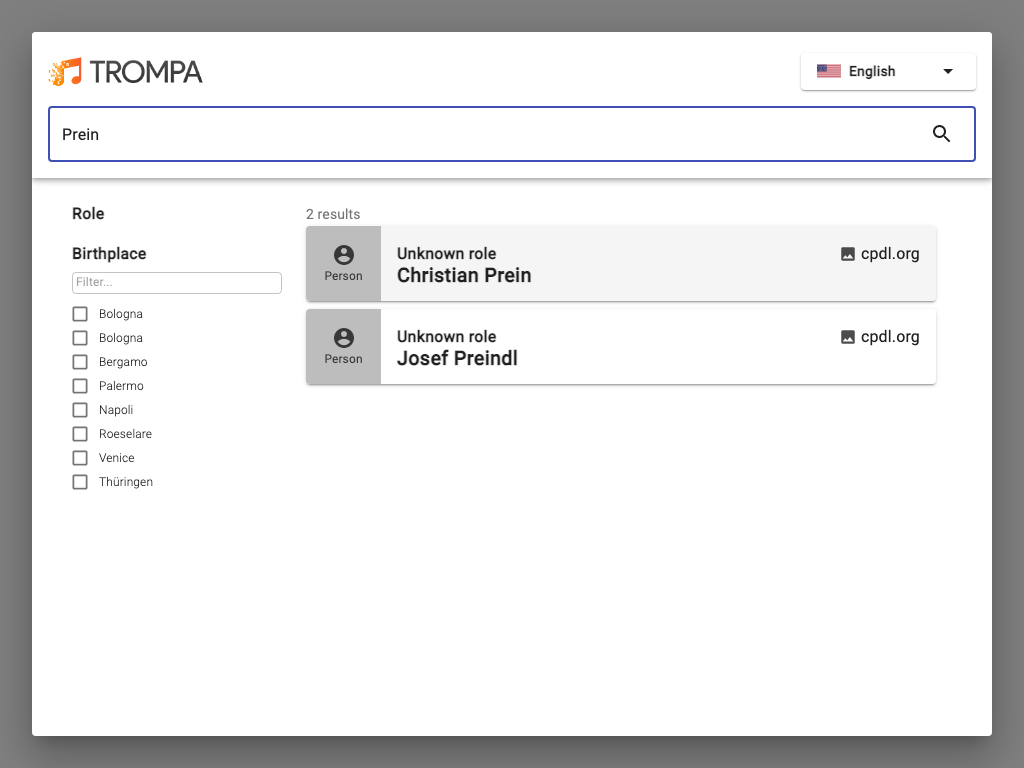 TROMPA
English
Prein
Role
Birthplace
Filter...
Bologna
Bologna
Bergamo
Palermo
Napoli
Roeselare
Venice
Thüringen
2 results
Person
Unknown role
Christian Prein
cpdl.org
Person
Unknown role
Josef Preindl
cpdl.org